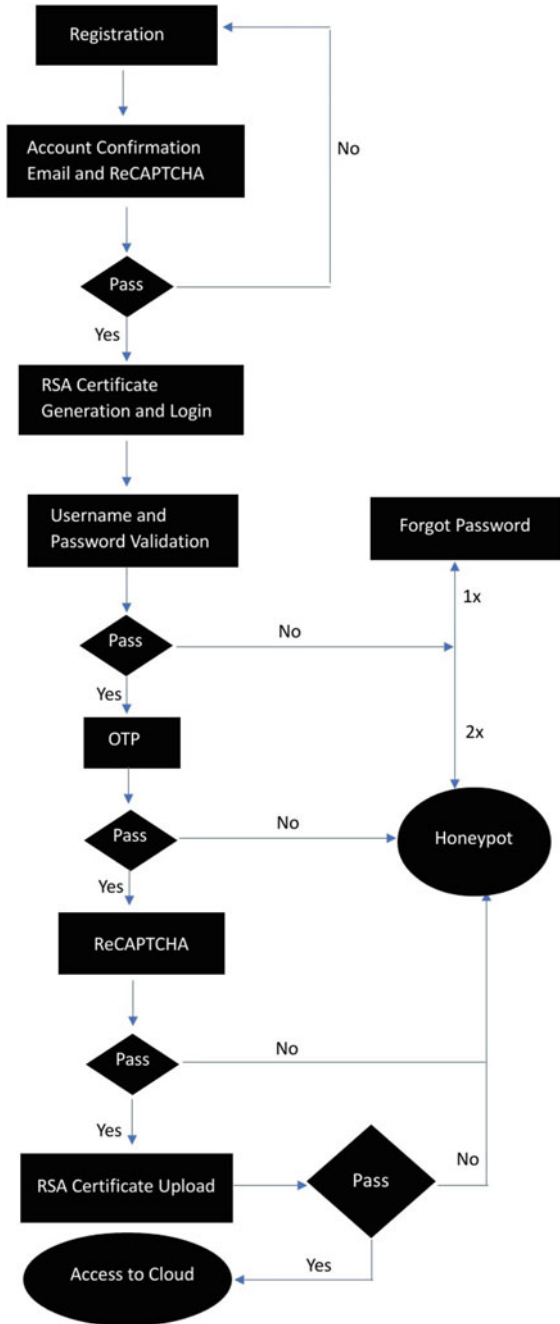 Registration
No
Account Confirmation
Email and ReCAPTCHA
Pass
Yes
RSA Certificate
Generation and Login
Username and
Password Validation
Forgot Password
1x
Pass
No
Yes
2x
OTP
Pass
No
Honeypot
Yes
ReCAPTCHA
Pass
No
Yes
RSA Certificate Upload
Pass
No
Yes
Access to Cloud